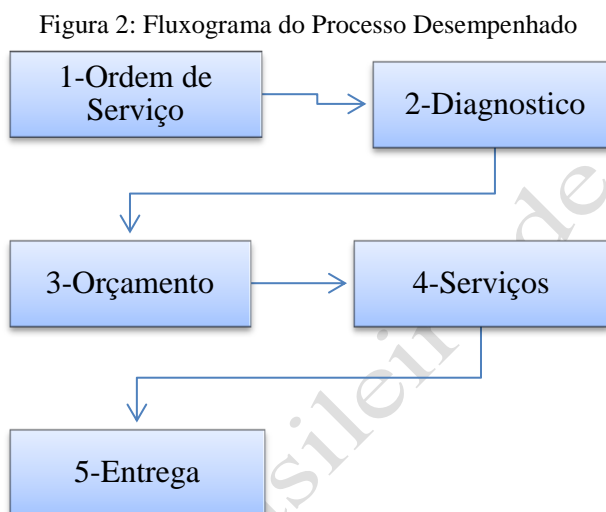 Figura 2: Fluxograma do Processo Desempenhado
1-Ordem de
Serviço
2-Diagnostico
3-Orçamento
4-Serviços
5-Entrega